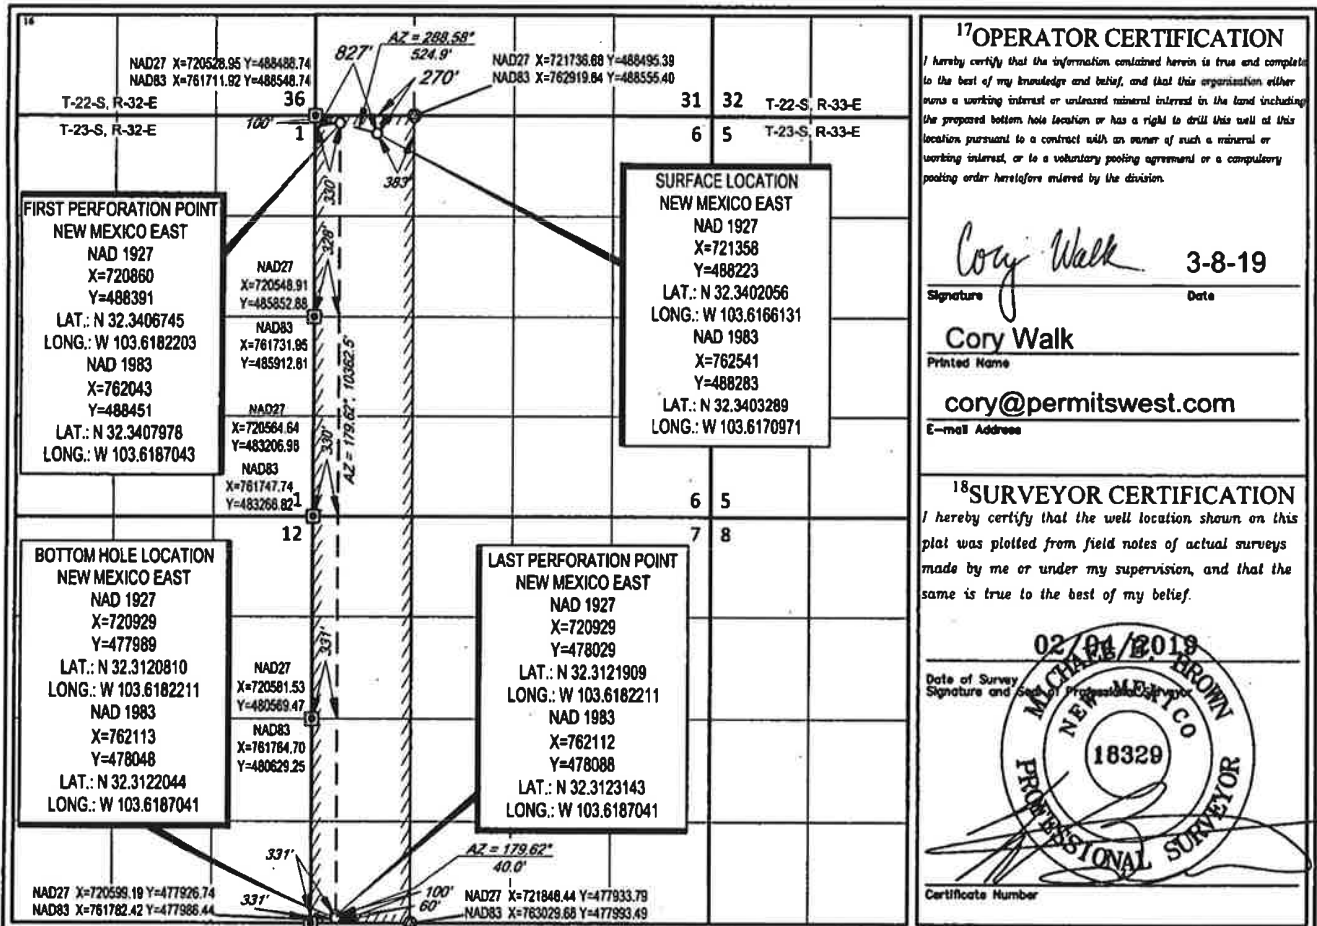 16
NAD27 X=720528.95 Y=488488.74
NAD83 X=761711.92 Y=488548.74
827'
AZ = 288.58°
524.9'
270'
NAD27 X=721736.68 Y=488495.39
NAD83 X=762919.64 Y=488555.40
T-22-S, R-32-E
36
31 32
T-22-S, R-33-E
T-23-S, R-32-E
100'
1
6 5
T-23-S, R-33-E
330'
383'
FIRST PERFORATION POINT
NEW MEXICO EAST
NAD 1927
X=720860
Y=488391
LAT.: N 32.3406745
LONG.: W 103.6182203
NAD 1983
X=762043
Y=488451
LAT.: N 32.3407978
LONG.: W 103.6187043
SURFACE LOCATION
NEW MEXICO EAST
NAD 1927
X=721358
Y=488223
LAT.: N 32.3402056
LONG.: W 103.6166131
NAD 1983
X=762541
Y=488283
LAT.: N 32.3403289
LONG.: W 103.6170971
328'
NAD27
X=720548.91
Y=485852.88
NAD83
X=761731.95
Y=485912.81
AZ = 179.62°, 10362.5'
NAD27
X=720564.64
Y=483206.98
NAD83
X=761747.74
Y=483266.82
330'
1
6 5
12
7 8
BOTTOM HOLE LOCATION
NEW MEXICO EAST
NAD 1927
X=720929
Y=477989
LAT.: N 32.3120810
LONG.: W 103.6182211
NAD 1983
X=762113
Y=478048
LAT.: N 32.3122044
LONG.: W 103.6187041
LAST PERFORATION POINT
NEW MEXICO EAST
NAD 1927
X=720929
Y=478029
LAT.: N 32.3121909
LONG.: W 103.6182211
NAD 1983
X=762112
Y=478088
LAT.: N 32.3123143
LONG.: W 103.6187041
331'
NAD27
X=720581.53
Y=480569.47
NAD83
X=761764.70
Y=480629.25
331'
AZ = 179.62°
40.0'
NAD27 X=720599.19 Y=477926.74
NAD83 X=761782.42 Y=477986.44
331'
100'
60'
NAD27 X=721846.44 Y=477933.79
NAD83 X=763029.68 Y=477993.49
17 OPERATOR CERTIFICATION
I hereby certify that the information contained herein is true and complete
to the best of my knowledge and belief, and that this organization either
owns a working interest or unleased mineral interest in the land including
the proposed bottom hole location or has a right to drill this well at this
location pursuant to a contract with an owner of such a mineral or
working interest, or to a voluntary pooling agreement or a compulsory
pooling order heretofore entered by the division.
Cory Walk 3-8-19
Signature Date
Cory Walk
Printed Name
cory@permitswest.com
E-mail Address
18 SURVEYOR CERTIFICATION
I hereby certify that the well location shown on this
plat was plotted from field notes of actual surveys
made by me or under my supervision, and that the
same is true to the best of my belief.
02/04/2019
Date of Survey
Signature and Seal of Professional Surveyor
MICHAEL BROWN
NEW MEXICO
18329
PROFESSIONAL SURVEYOR
Certificate Number